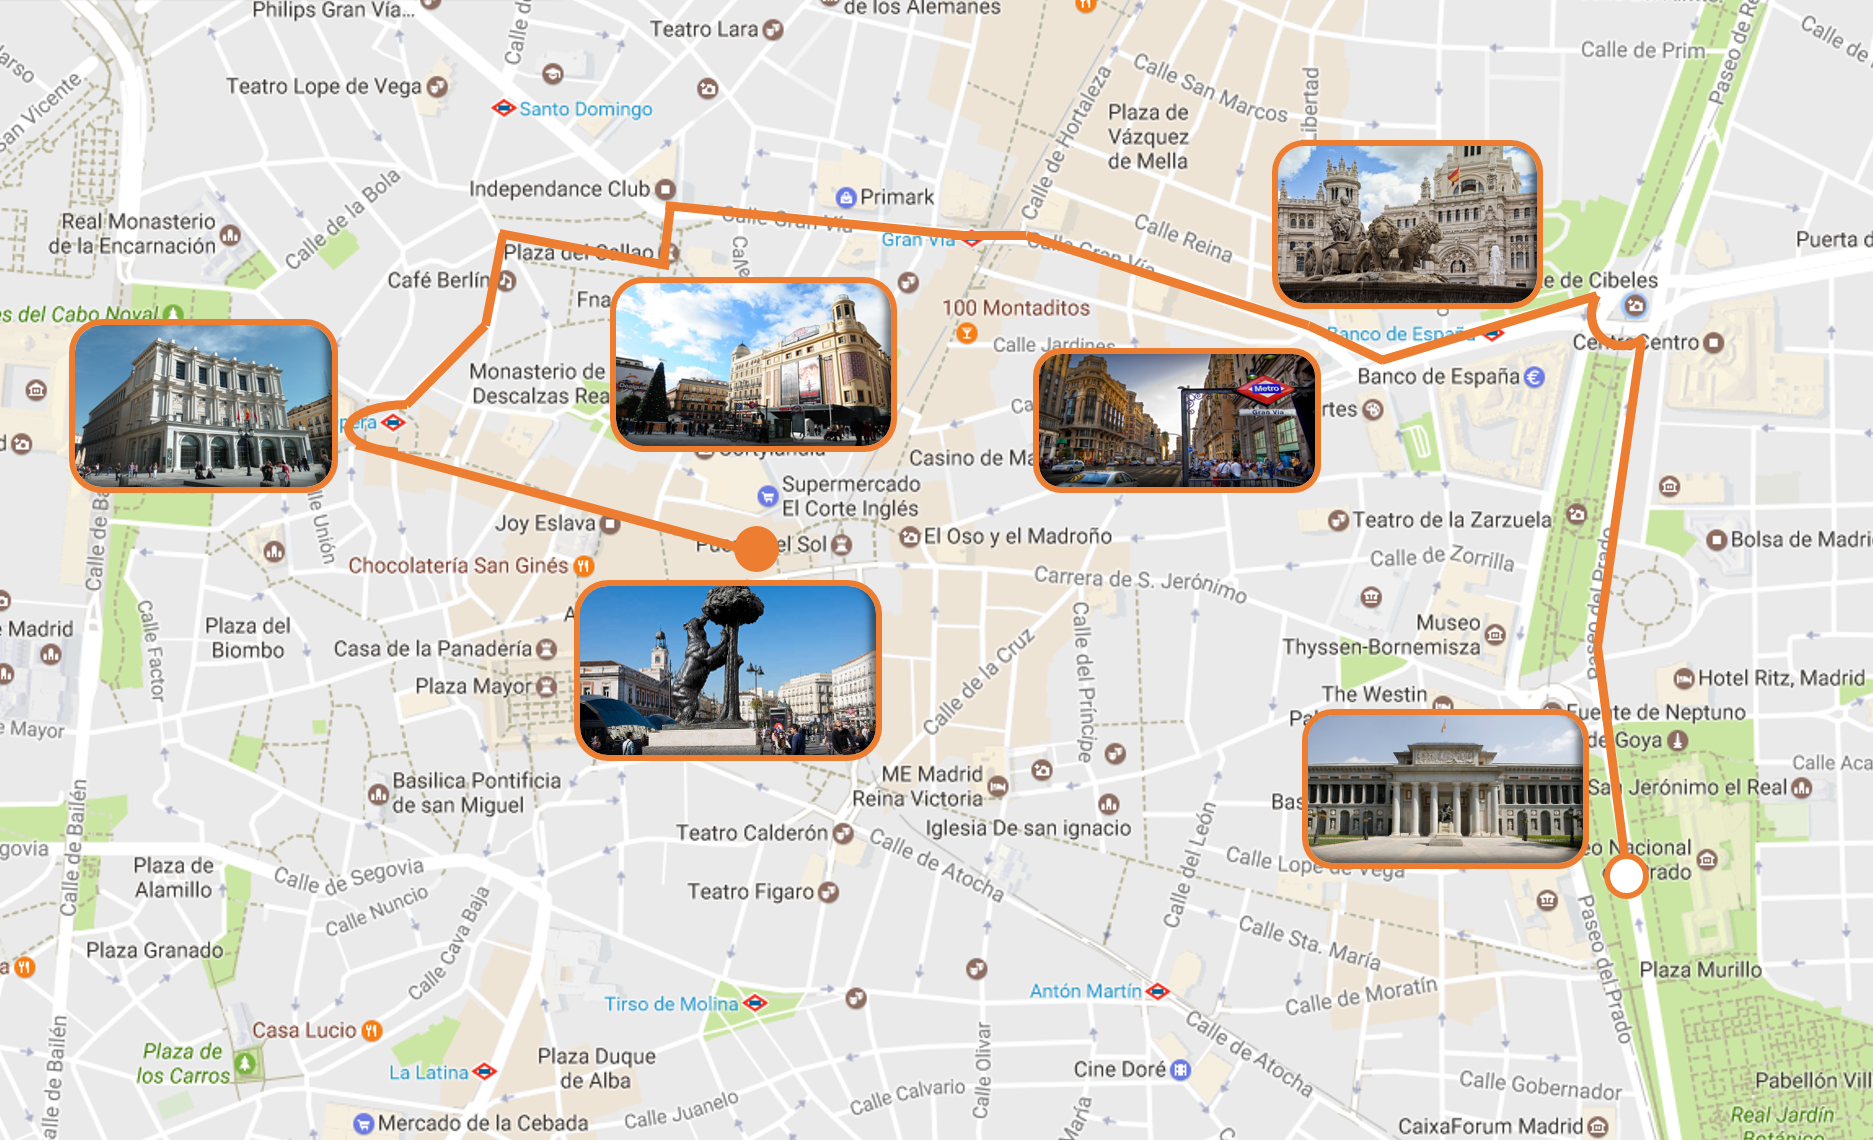 Philips Gran Vía...
Calle de
de los Alemanes
Teatro Lara
Calle de Prim
Paseo de Re
Calle de
San Vicente
Teatro Lope de Vega
Santo Domingo
Calle San Marcos
Libertad
Plaza de
Vázquez
de Mella
Calle de Hortaleza
Independance Club
Primark
Real Monasterio
de la Encarnación
Calle de la Bola
Calle Gran Vía
Gran Vía
Calle Gran Vía
Calle Reina
Puerta d
Plaza del Callao
Calle
Café Berlín
Fna
e de Cibeles
es del Cabo Noval
100 Montaditos
Calle Jardines
Banco de España
CentroCentro
Monasterio de
Descalzas Rea
Banco de España
Metro
Gran Vía
pera
rtes
Cortylandia
Casino de Ma
Supermercado
El Corte Inglés
Calle de Ba
lle Unión
Joy Eslava
el Sol
El Oso y el Madroño
Teatro de la Zarzuela
Bolsa de Madri
Chocolatería San Ginés
Carrera de S. Jerónimo
Calle de Zorrilla
Paseo del Prado
Calle Factor
Madrid
Plaza del
Biombo
Casa de la Panadería
Plaza Mayor
e Mayor
Calle de la Cruz
Calle del Príncipe
Museo
Thyssen-Bornemisza
Hotel Ritz, Madrid
The Westin
Fuente de Neptuno
de Goya
Calle Aca
Basilica Pontificia
de san Miguel
ME Madrid
Reina Victoria
Bas
San Jerónimo el Real
Calle de Bailén
Teatro Calderón
Iglesia De san ignacio
Calle del León
govia
Plaza de
Alamillo
Calle de Segovia
Calle de Atocha
Calle Lope de Vega
eo Nacional
Prado
Teatro Figaro
Calle Nuncio
Calle Cava Baja
Plaza Granado
Calle Sta. María
Paseo del Prado
Plaza Murillo
Tirso de Molina
Antón Martín
Calle de Moratín
Casa Lucio
Plaza de
los Carros
La Latina
Plaza Duque
de Alba
Calle Olivar
Calle de Atocha
Cine Doré
Calle Gobernador
Pabellón Vill
alle de Bailén
Mercado de la Cebada
Calle Juanelo
Calle Calvario
María
CaixaForum Madrid
Real Jardín
Botánico